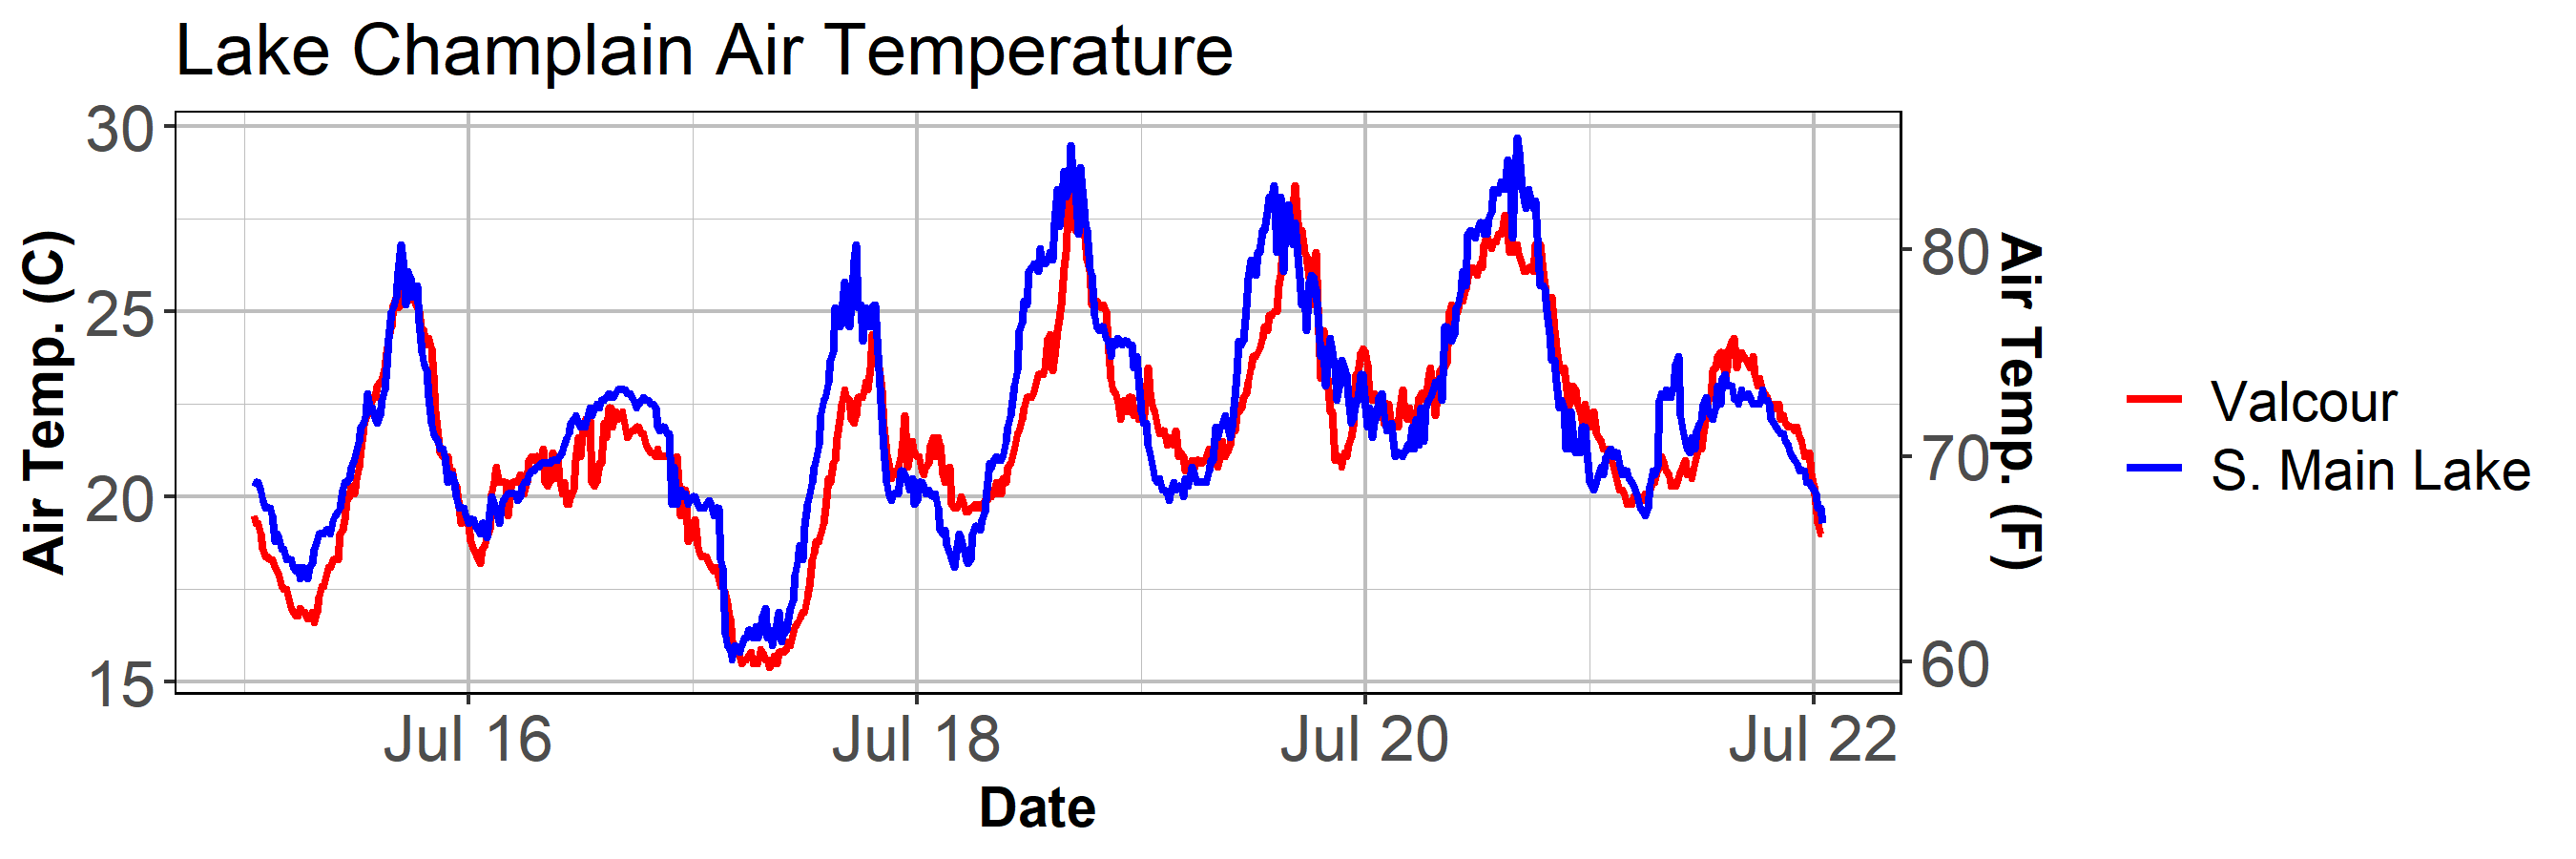 Lake Champlain Air Temperature
30
25
20
15
Air Temp. (C)
80
70
60
Air Temp. (F)
Jul 16
Jul 18
Jul 20
Jul 22
Date
Valcour
S. Main Lake